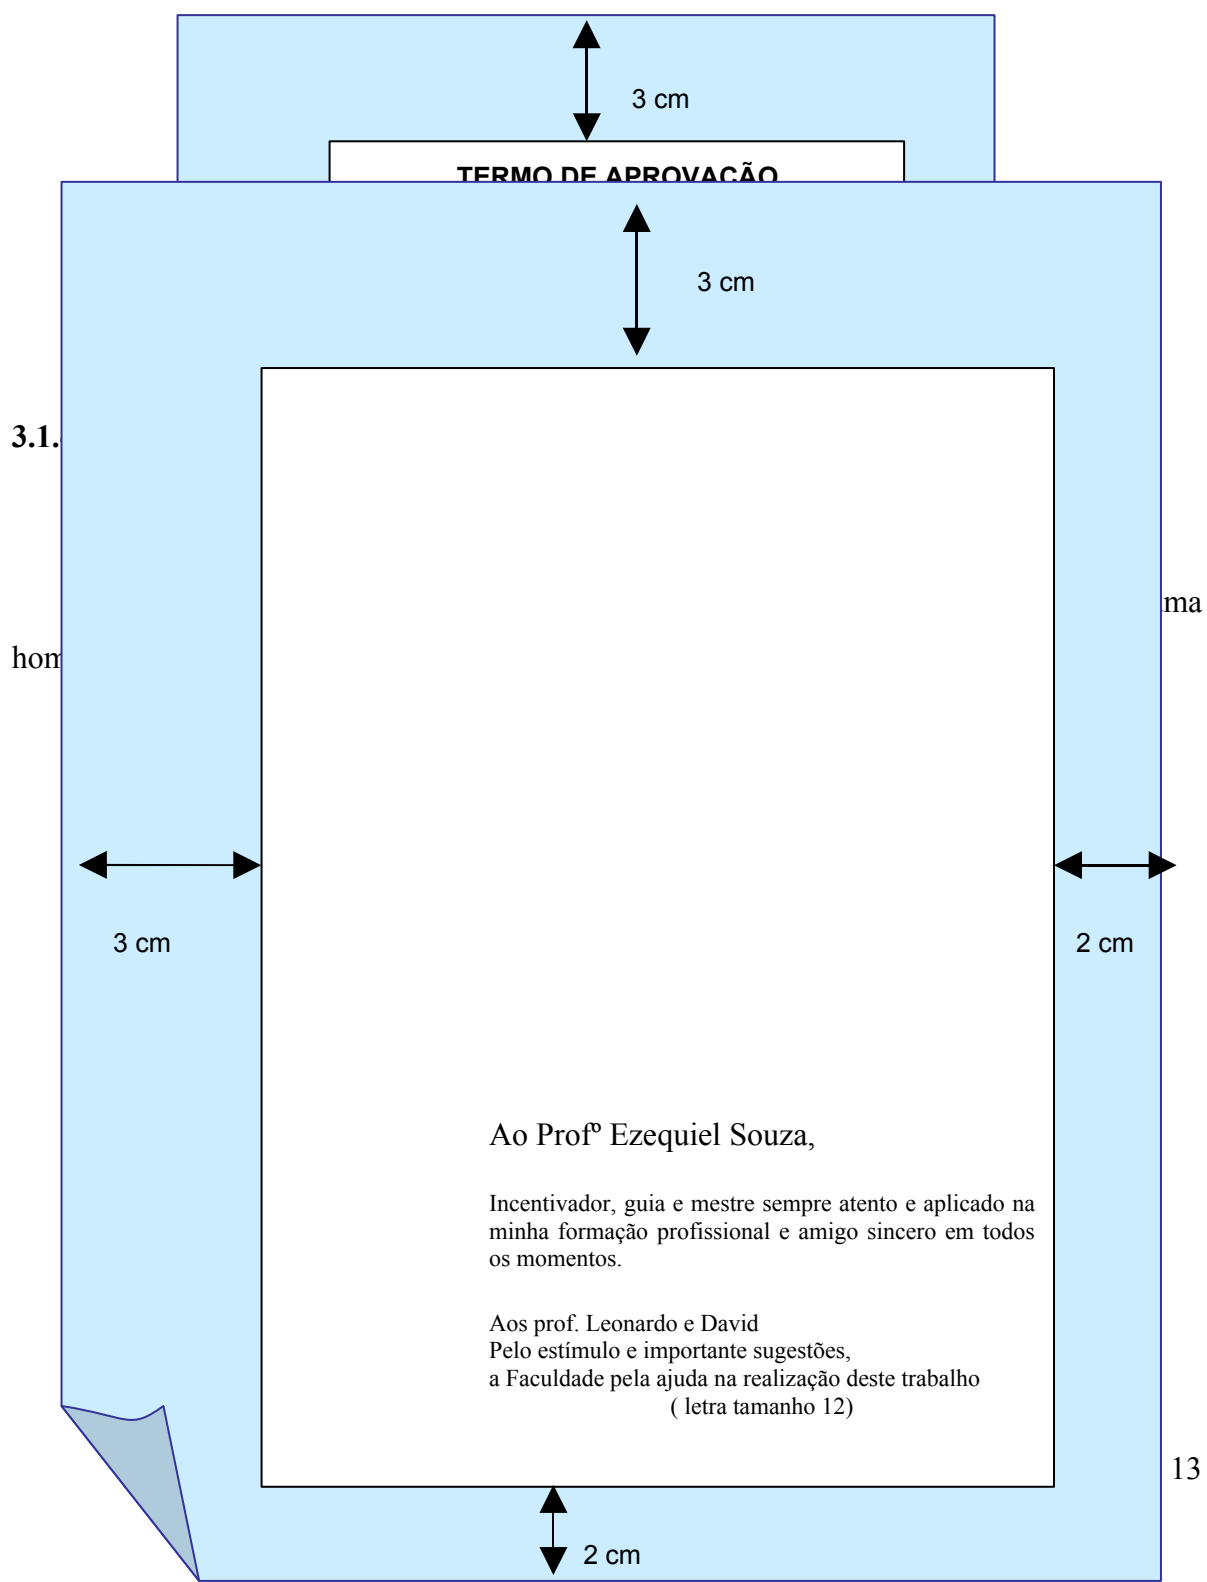 3 cm
TERMO DE APROVAÇÃO
3 cm
3.1.
ma
hom
3 cm
2 cm
Ao Profº Ezequiel Souza,
Incentivador, guia e mestre sempre atento e aplicado na
minha formação profissional e amigo sincero em todos
os momentos.
Aos prof. Leonardo e David
Pelo estímulo e importante sugestões,
a Faculdade pela ajuda na realização deste trabalho
( letra tamanho 12)
13
2 cm